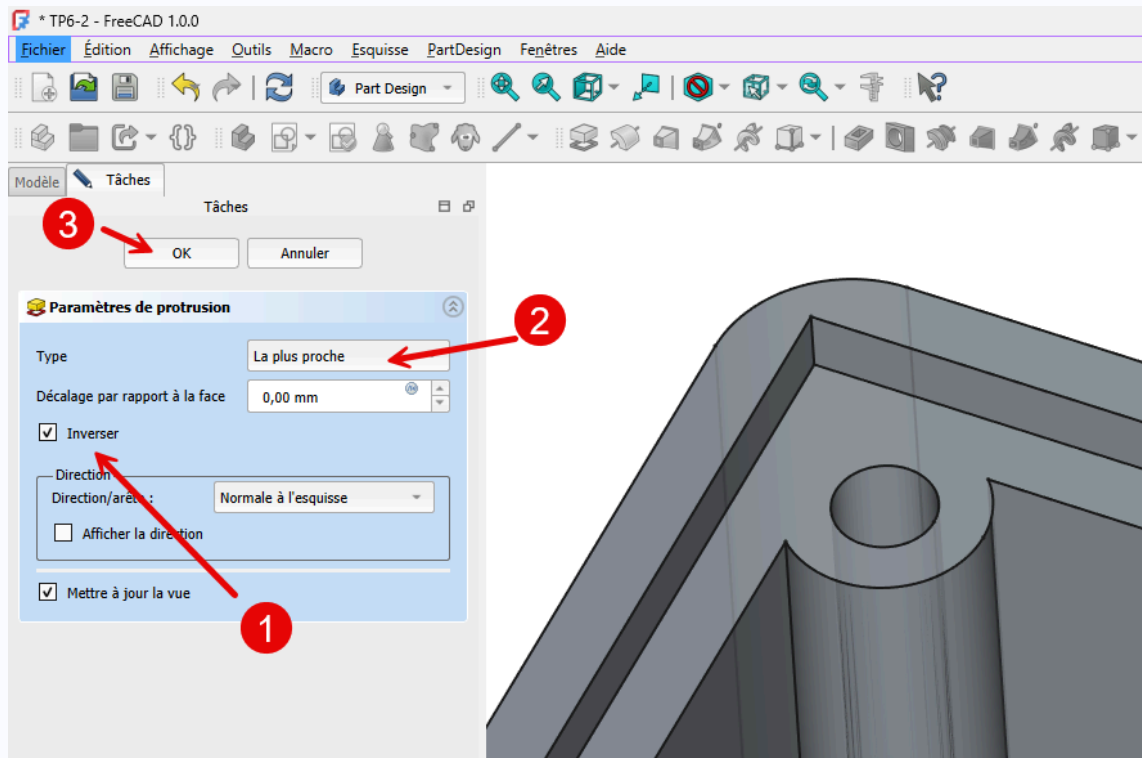 * TP6-2 - FreeCAD 1.0.0
Fichier Édition Affichage Outils Macro Esquisse PartDesign Fenêtres Aide
Part Design
Modèle Tâches
Tâches
3
OK Annuler
Paramètres de protrusion
2
Type La plus proche
Décalage par rapport à la face 0,00 mm
Inverser
Direction
Direction/arête : Normale à l'esquisse
Afficher la direction
Mettre à jour la vue
1